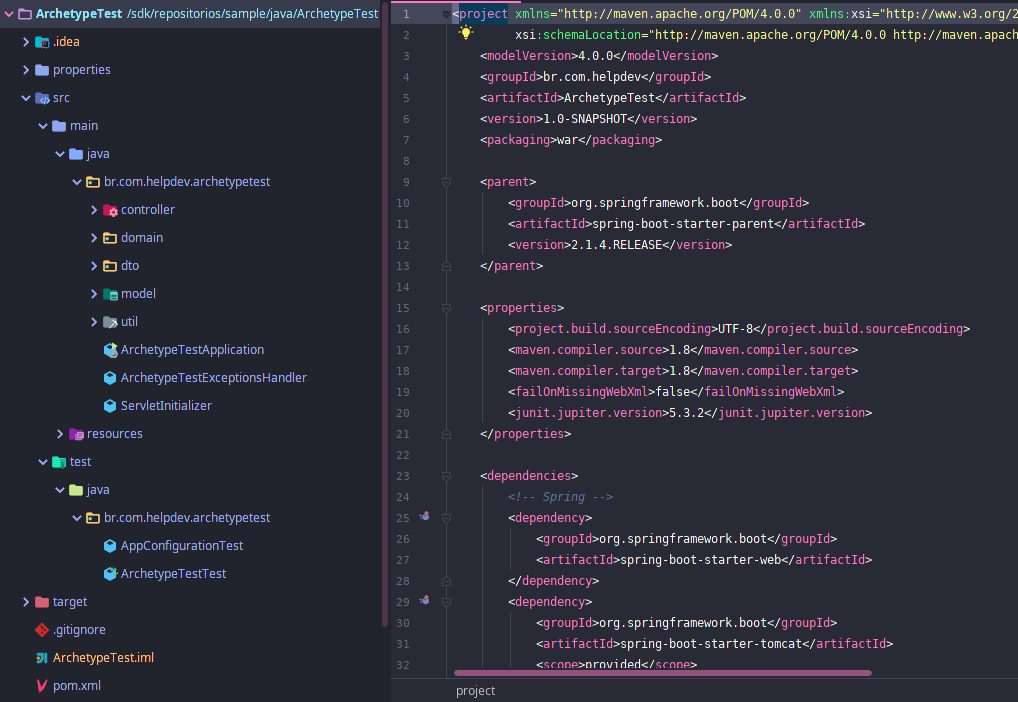 ArchetypeTest /sdk/repositorios/sample/java/ArchetypeTest
.idea
properties
src
main
java
br.com.helpdev.archetypetest
controller
domain
dto
model
util
ArchetypeTestApplication
ArchetypeTestExceptionsHandler
ServletInitializer
resources
test
java
br.com.helpdev.archetypetest
AppConfigurationTest
ArchetypeTestTest
target
.gitignore
ArchetypeTest.iml
pom.xml
1 <project xmlns="http://maven.apache.org/POM/4.0.0" xmlns:xsi="http://www.w3.org/2
2 xsi:schemaLocation="http://maven.apache.org/POM/4.0.0 http://maven.apach
3 <modelVersion>4.0.0</modelVersion>
4 <groupId>br.com.helpdev</groupId>
5 <artifactId>ArchetypeTest</artifactId>
6 <version>1.0-SNAPSHOT</version>
7 <packaging>war</packaging>
8
9 <parent>
10 <groupId>org.springframework.boot</groupId>
11 <artifactId>spring-boot-starter-parent</artifactId>
12 <version>2.1.4.RELEASE</version>
13 </parent>
14
15 <properties>
16 <project.build.sourceEncoding>UTF-8</project.build.sourceEncoding>
17 <maven.compiler.source>1.8</maven.compiler.source>
18 <maven.compiler.target>1.8</maven.compiler.target>
19 <failOnMissingWebXml>false</failOnMissingWebXml>
20 <junit.jupiter.version>5.3.2</junit.jupiter.version>
21 </properties>
22
23 <dependencies>
24 <!-- Spring -->
25 <dependency>
26 <groupId>org.springframework.boot</groupId>
27 <artifactId>spring-boot-starter-web</artifactId>
28 </dependency>
29 <dependency>
30 <groupId>org.springframework.boot</groupId>
31 <artifactId>spring-boot-starter-tomcat</artifactId>
32 <scope>provided</scope>
project